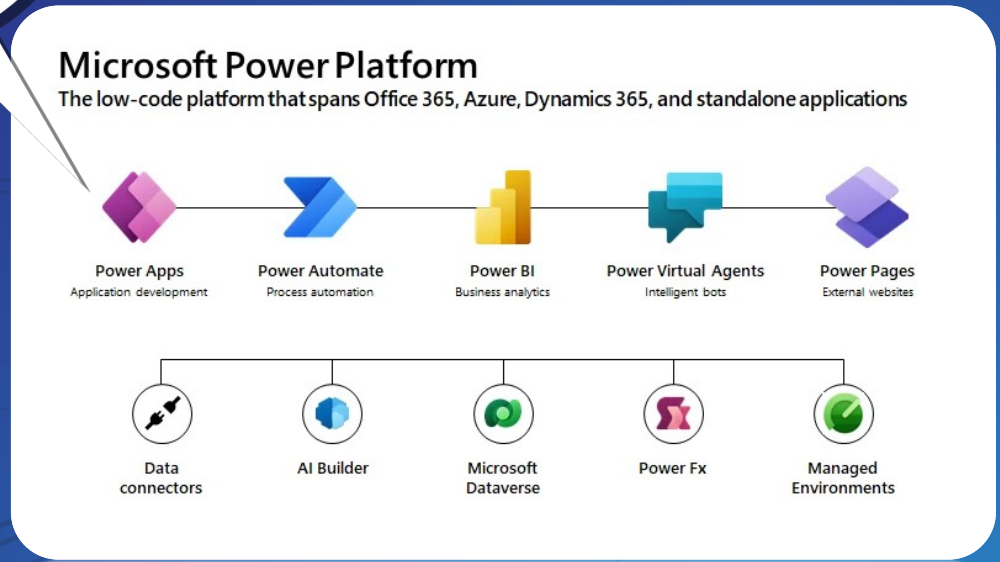 Microsoft Power Platform
The low-code platform that spans Office 365, Azure, Dynamics 365, and standalone applications
Power Apps
Application development
Power Automate
Process automation
Power BI
Business analytics
Power Virtual Agents
Intelligent bots
Power Pages
External websites
Data
connectors
AI Builder
Microsoft
Dataverse
Power Fx
Managed
Environments